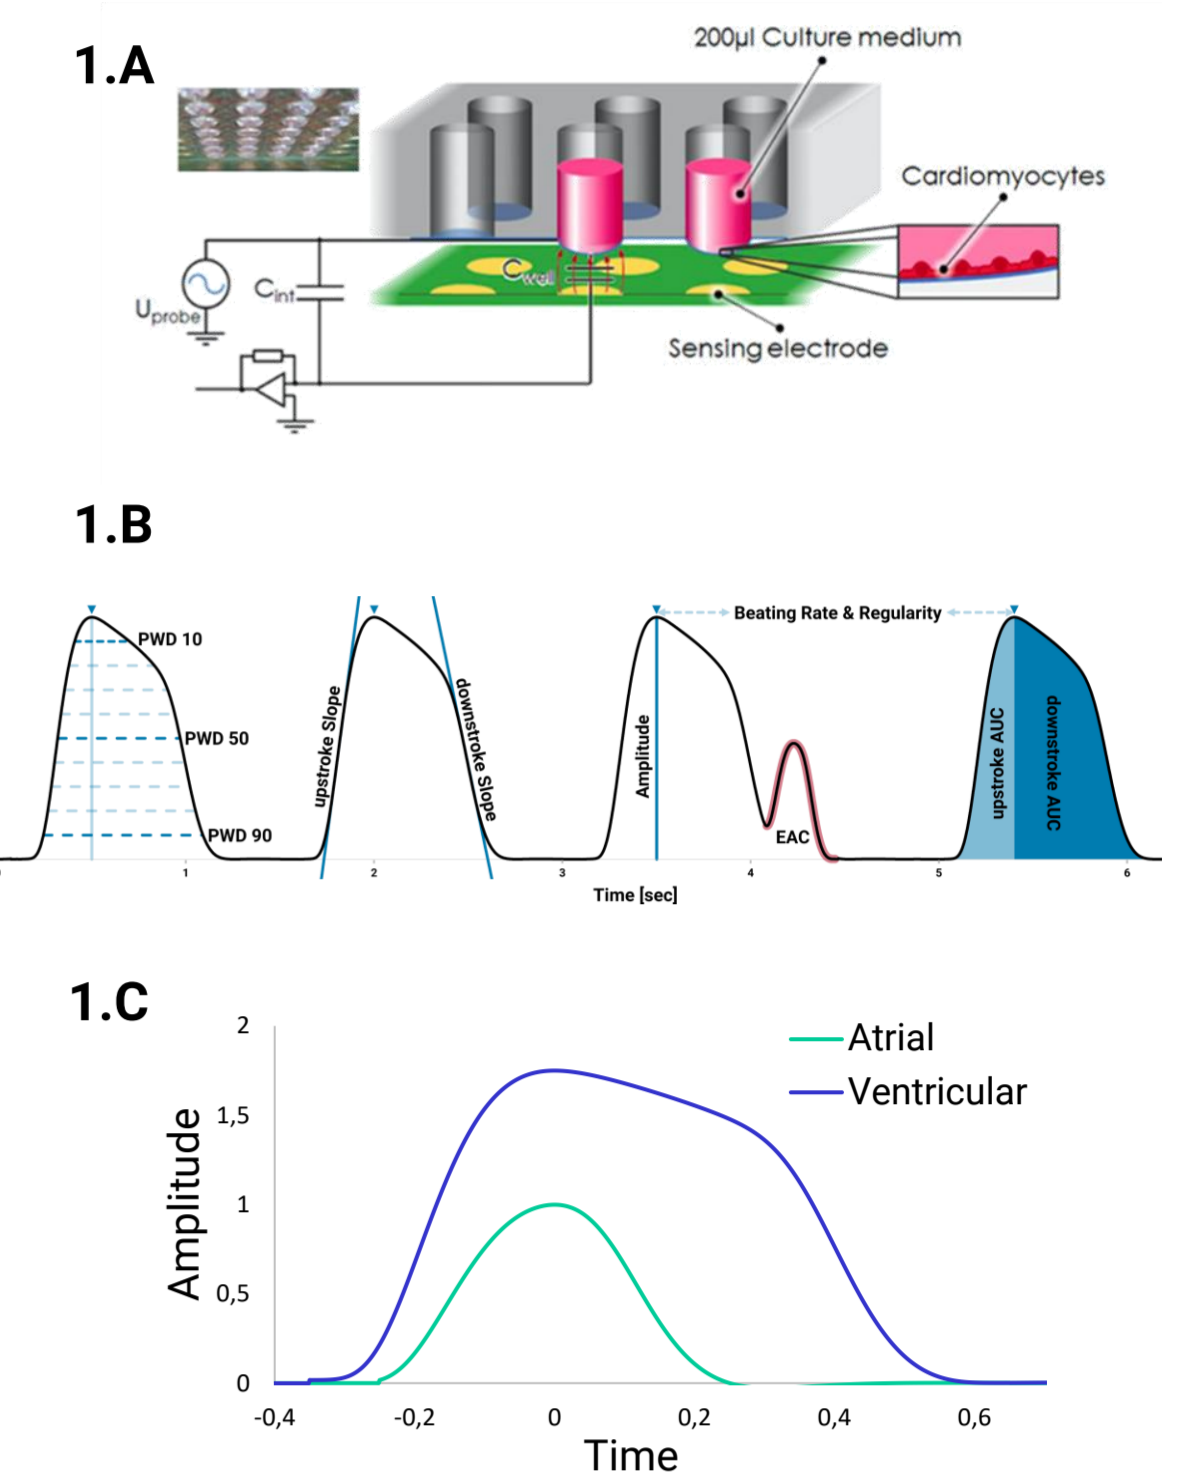 1.A
200µl Culture medium
Cardiomyocytes
Cwell
Cint
Uprobe
Sensing electrode
1.B
Beating Rate & Regularity
PWD 10
PWD 50
PWD 90
upstroke Slope
downstroke Slope
Amplitude
EAC
upstroke AUC
downstroke AUC
1 2 3 4 5 6
Time [sec]
1.C
Atrial
Ventricular
Amplitude
2
1,5
1
0,5
0
-0,4 -0,2 0 0,2 0,4 0,6
Time